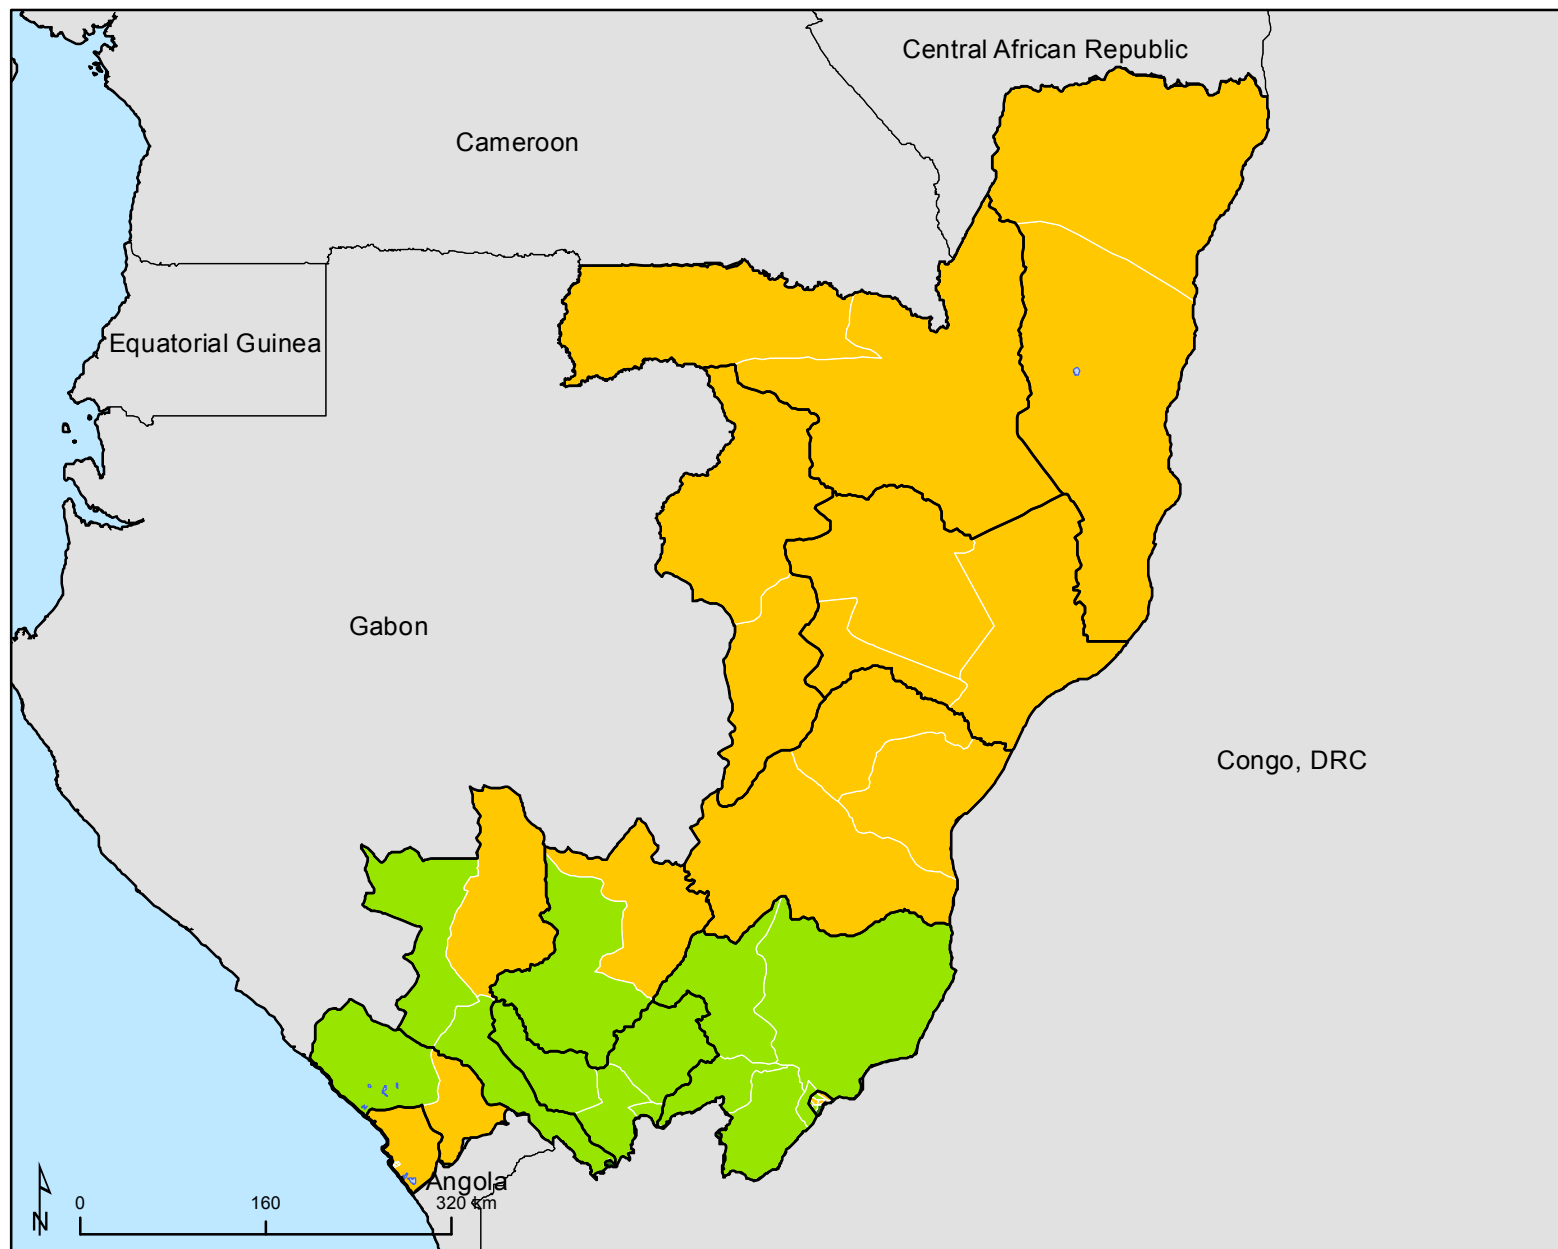 Central African Republic
Cameroon
Equatorial Guinea
Gabon
Congo, DRC
Angola
0 160 320 km
N